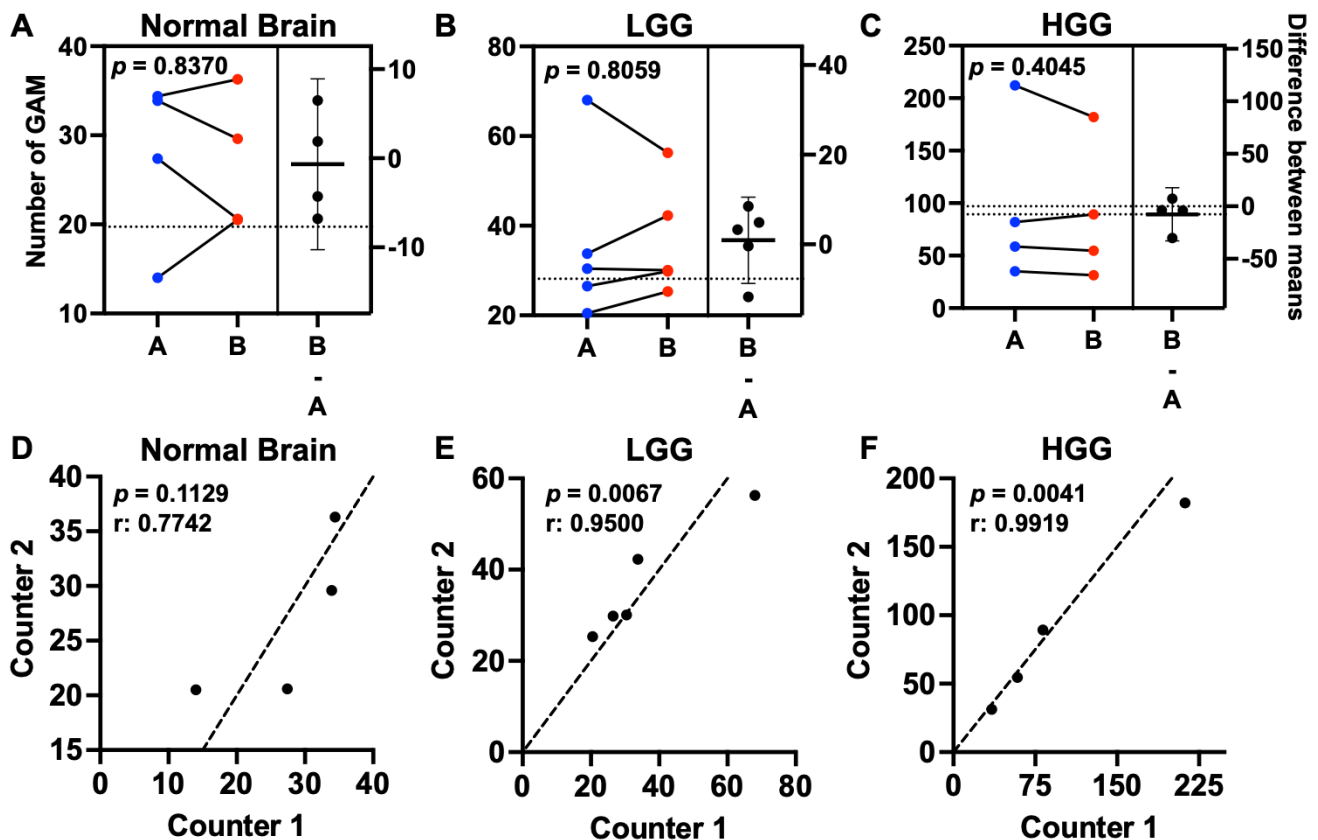 A
Normal Brain
p = 0.8370
Number of GAM
40
30
20
10
10
0
-10
A
B
B
-
A
B
LGG
p = 0.8059
80
60
40
20
40
20
0
A
B
B
-
A
C
HGG
p = 0.4045
250
200
150
100
50
0
150
100
50
0
-50
Difference between means
A
B
B
-
A
D
Normal Brain
p = 0.1129
r: 0.7742
Counter 2
40
35
30
25
20
15
0
10
20
30
40
Counter 1
E
LGG
p = 0.0067
r: 0.9500
Counter 2
60
40
20
0
0
20
40
60
80
Counter 1
F
HGG
p = 0.0041
r: 0.9919
Counter 2
200
150
100
50
0
0
75
150
225
Counter 1